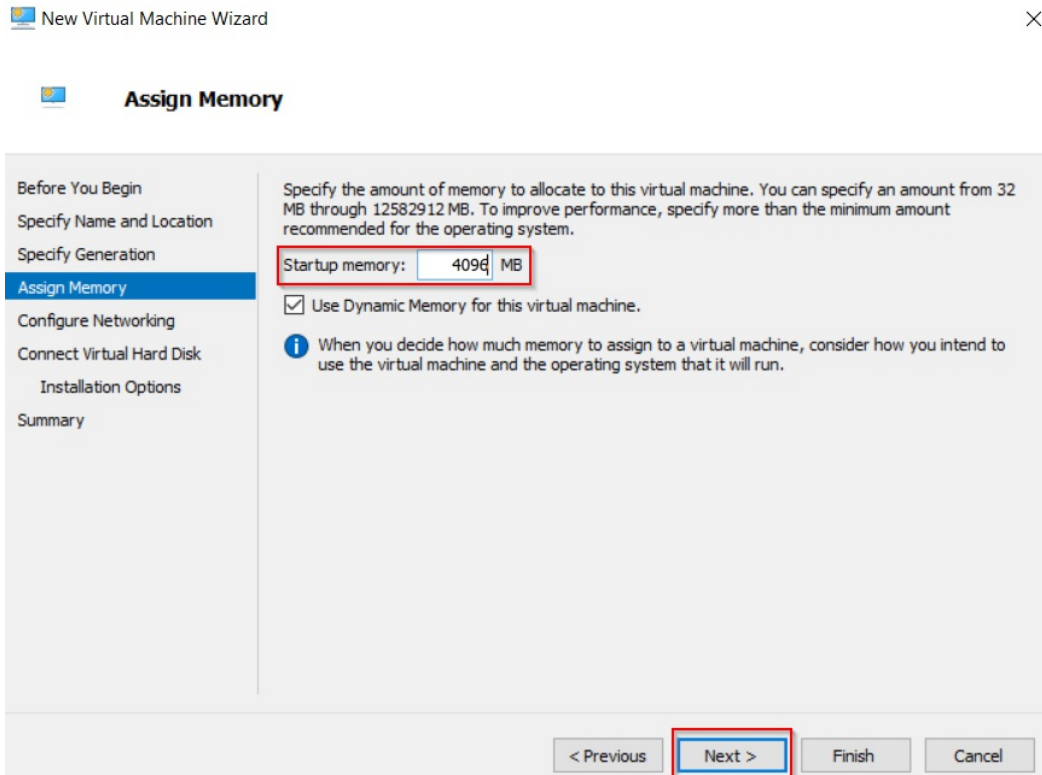 New Virtual Machine Wizard
Assign Memory
Before You Begin
Specify Name and Location
Specify Generation
Assign Memory
Configure Networking
Connect Virtual Hard Disk
Installation Options
Summary
Specify the amount of memory to allocate to this virtual machine. You can specify an amount from 32
MB through 12582912 MB. To improve performance, specify more than the minimum amount
recommended for the operating system.
Startup memory: 4096 MB
Use Dynamic Memory for this virtual machine.
When you decide how much memory to assign to a virtual machine, consider how you intend to
use the virtual machine and the operating system that it will run.
< Previous Next > Finish Cancel